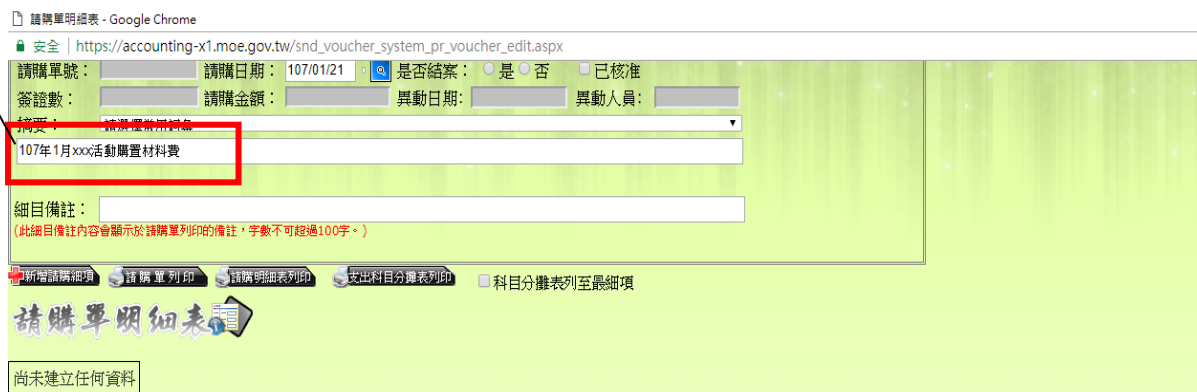 請購單明細表 - Google Chrome
安全 | https://accounting-x1.moe.gov.tw/snd_voucher_system_pr_voucher_edit.aspx
請購單號： 請購日期： 107/01/21 是否結案： 是 否 已核准
簽證數： 請購金額： 異動日期: 異動人員:
摘要： 請選擇常用詞彙
107年1月xxx活動購置材料費
細目備註：
(此細目備註內容會顯示於請購單列印的備註，字數不可超過100字。)
新增請購細項 請購單列印 請購明細表列印 支出科目分攤表列印 科目分攤表列至最細項
請購單明細表
尚未建立任何資料